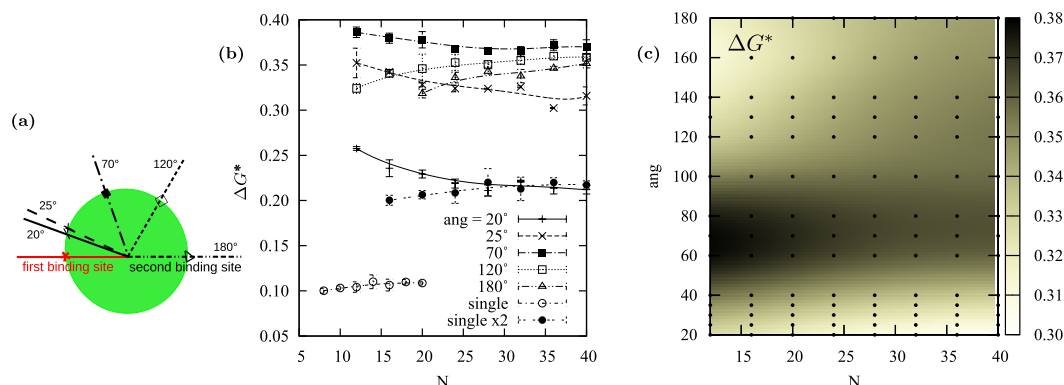 (a)
70°
120°
25°
20°
180°
first binding site
second binding site
(b)
ΔG*
0.40
0.35
0.30
0.25
0.20
0.15
0.10
0.05
5 10 15 20 25 30 35 40
N
ang = 20°
25°
70°
120°
180°
single
single x2
(c)
ΔG*
ang
180
160
140
120
100
80
60
40
20
15 20 25 30 35 40
N
0.38
0.37
0.36
0.35
0.34
0.33
0.32
0.31
0.30